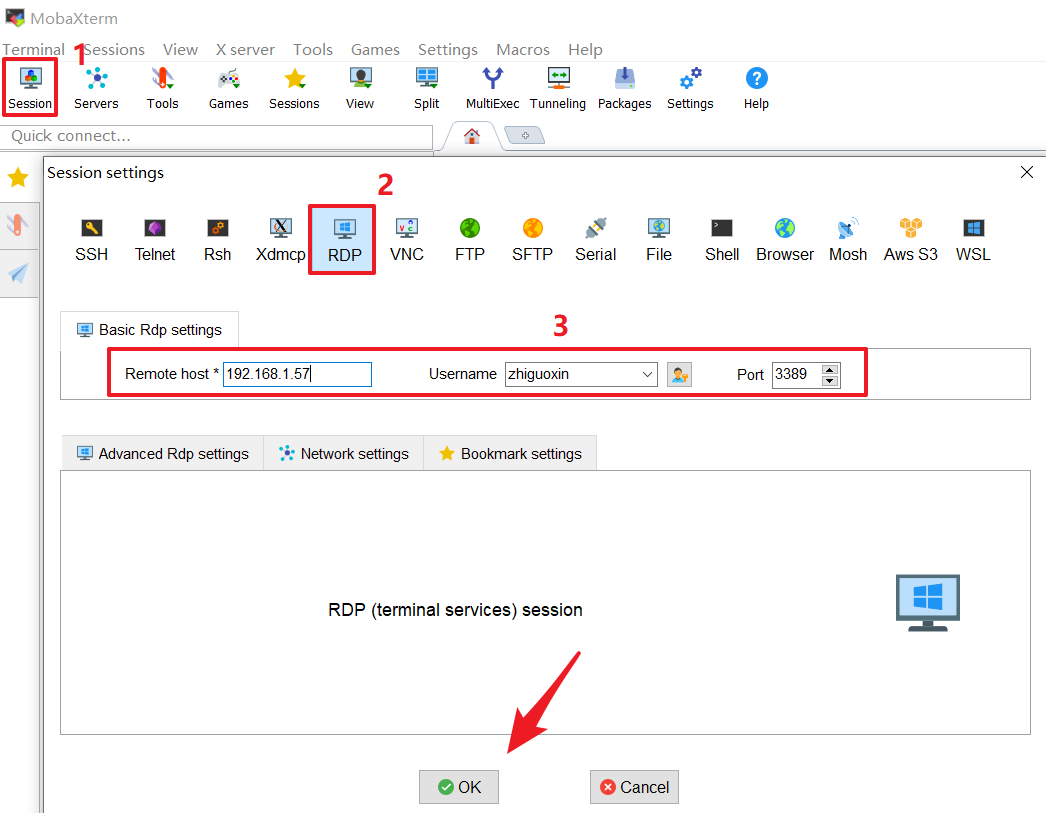 MobaXterm
Terminal Sessions View X server Tools Games Settings Macros Help
1
Session Servers Tools Games Sessions View Split MultiExec Tunneling Packages Settings Help
Quick connect...
Session settings
2
SSH Telnet Rsh Xdmcp RDP VNC FTP SFTP Serial File Shell Browser Mosh Aws S3 WSL
Basic Rdp settings
3
Remote host * 192.168.1.57 Username zhiguoxin Port 3389
Advanced Rdp settings Network settings Bookmark settings
RDP (terminal services) session
OK Cancel